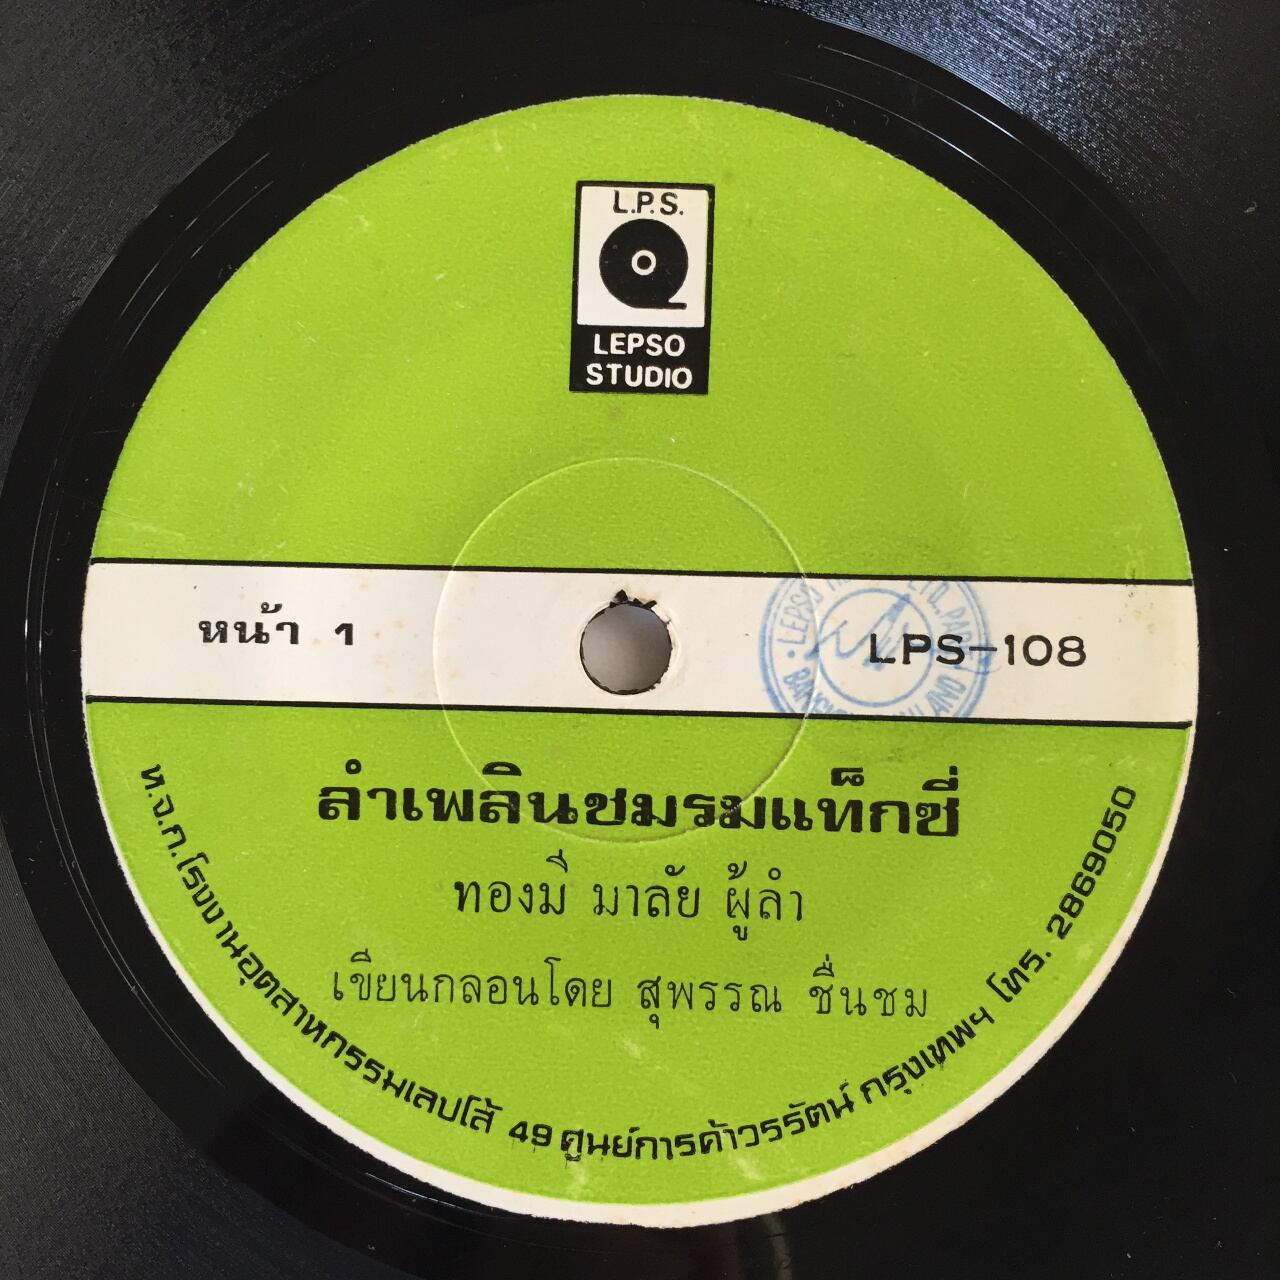 L.P.S.
LEPSO
STUDIO
หน้า 1
LPS-108
LEPSO
LTD. PART
BANGKOK THAILAND
ลำเพลินชมรมแท็กซี่
ทองมี มาลัย ผู้ลำ
เขียนกลอนโดย สุพรรณ ชื่นชม
ห.จ.ก.โรงงานอุตสาหกรรมเลปโส้ 49 ศูนย์การค้าวรรัตน์ กรุงเทพฯ โทร. 2869050